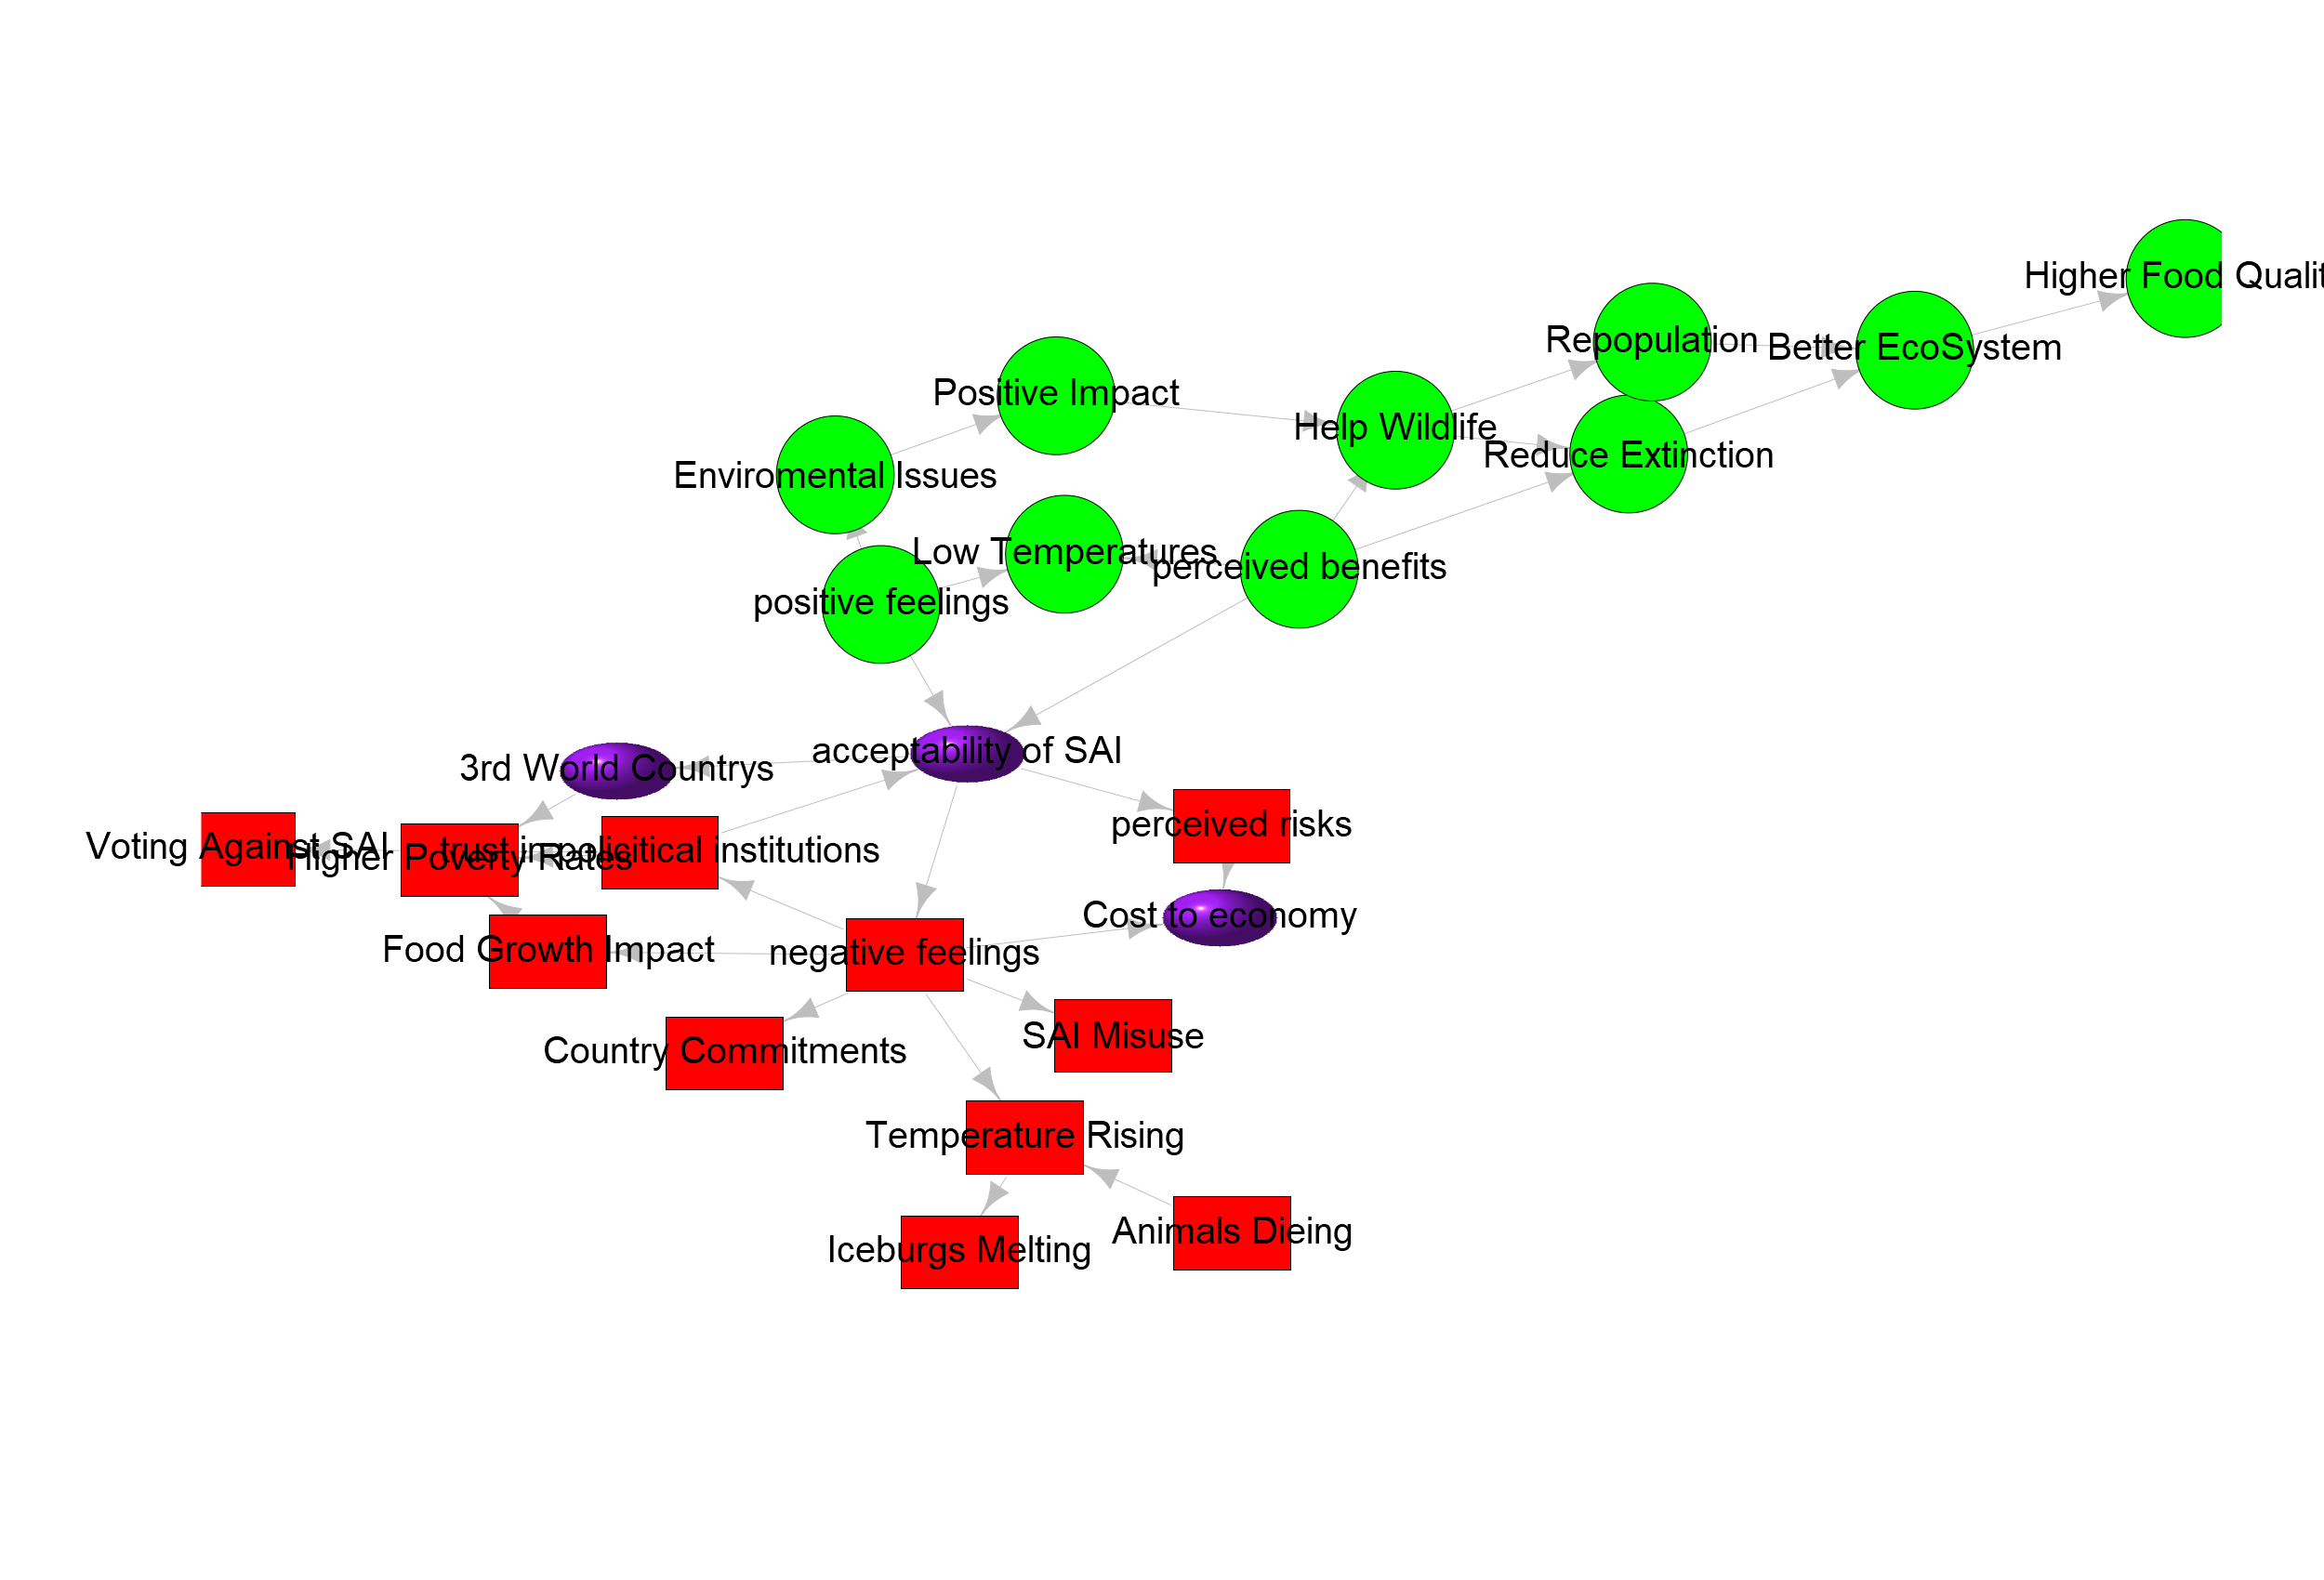 Higher Food Qualit
Repopulation
Better EcoSystem
Positive Impact
Help Wildlife
Reduce Extinction
Enviromental Issues
Low Temperatures
perceived benefits
positive feelings
acceptability of SAI
3rd World Countrys
perceived risks
Voting Against SAI
Higher Poverty Rates
trust in policitical institutions
Cost to economy
Food Growth Impact
negative feelings
SAI Misuse
Country Commitments
Temperature Rising
Animals Dieing
Iceburgs Melting